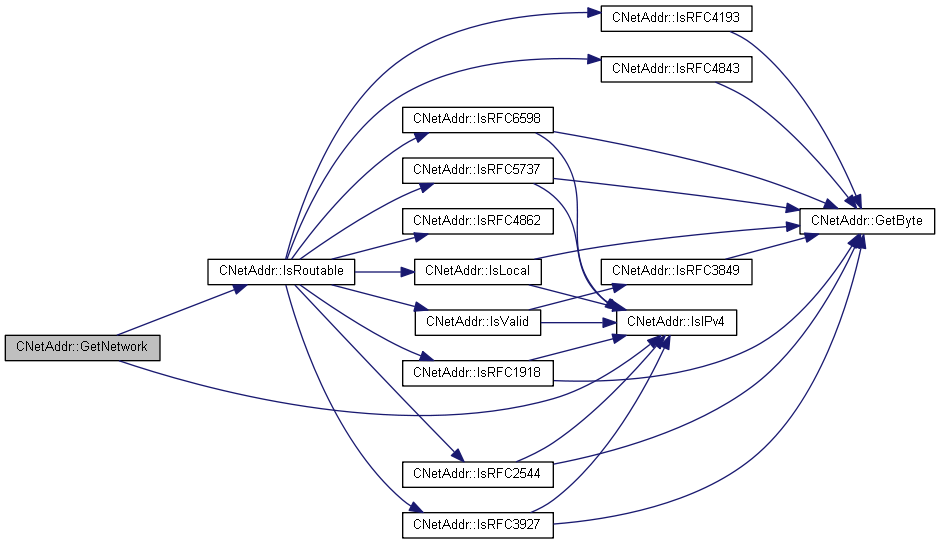 CNetAddr::IsRFC4193
CNetAddr::IsRFC4843
CNetAddr::IsRFC6598
CNetAddr::IsRFC5737
CNetAddr::IsRFC4862
CNetAddr::GetByte
CNetAddr::IsRoutable
CNetAddr::IsLocal
CNetAddr::IsRFC3849
CNetAddr::IsValid
CNetAddr::IsIPv4
CNetAddr::GetNetwork
CNetAddr::IsRFC1918
CNetAddr::IsRFC2544
CNetAddr::IsRFC3927